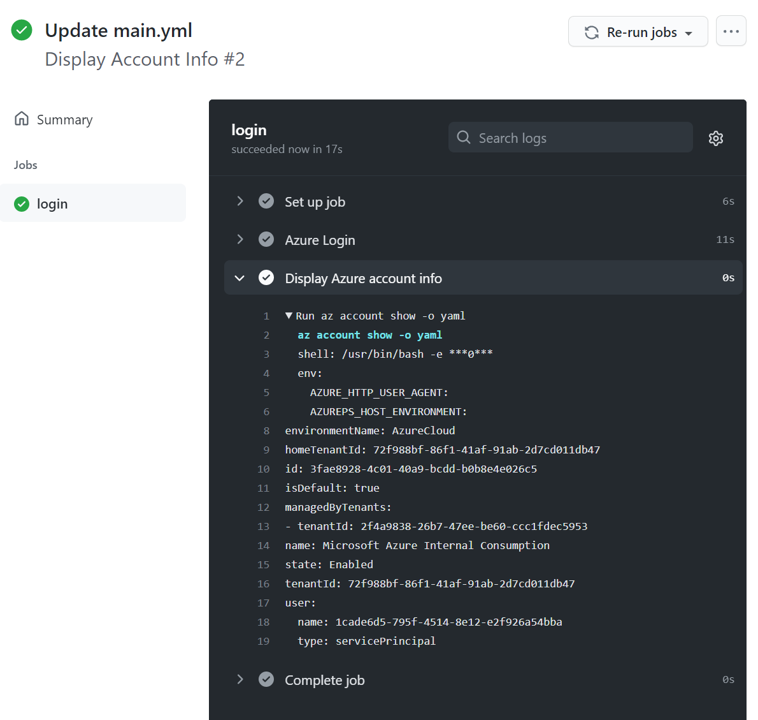 Update main.yml
Display Account Info #2
Re-run jobs
Summary
Jobs
login
login
succeeded now in 17s
Search logs
Set up job 6s
Azure Login 11s
Display Azure account info 0s
1 Run az account show -o yaml
2 az account show -o yaml
3 shell: /usr/bin/bash -e ***0***
4 env:
5 AZURE_HTTP_USER_AGENT:
6 AZUREPS_HOST_ENVIRONMENT:
8 environmentName: AzureCloud
9 homeTenantId: 72f988bf-86f1-41af-91ab-2d7cd011db47
10 id: 3fae8928-4c01-40a9-bcdd-b0b8e4e026c5
11 isDefault: true
12 managedByTenants:
13 - tenantId: 2f4a9838-26b7-47ee-be60-ccc1fdec5953
14 name: Microsoft Azure Internal Consumption
15 state: Enabled
16 tenantId: 72f988bf-86f1-41af-91ab-2d7cd011db47
17 user:
18 name: 1cade6d5-795f-4514-8e12-e2f926a54bba
19 type: servicePrincipal
Complete job 0s